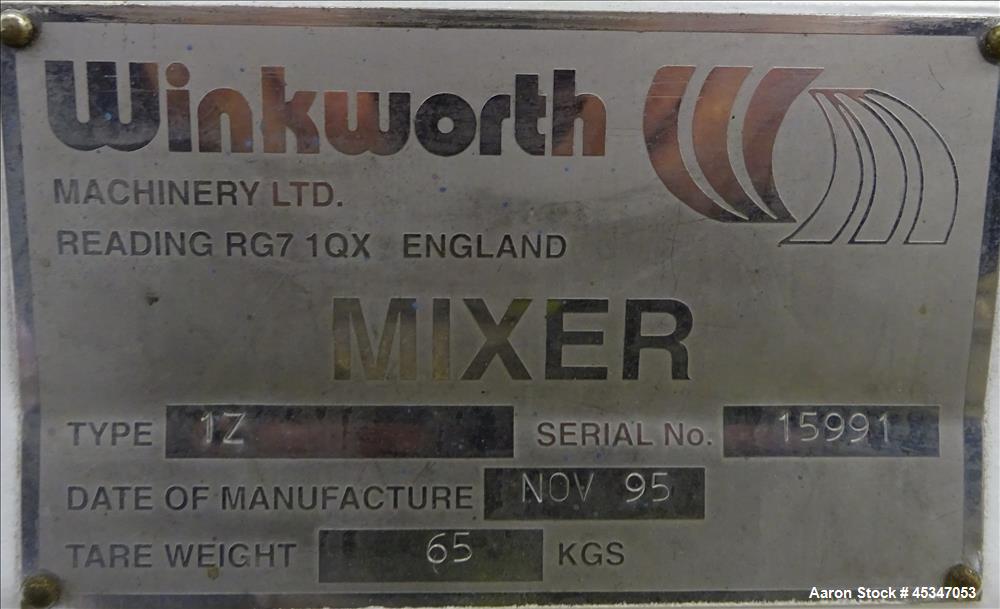 Winkworth
MACHINERY LTD.
READING RG7 1QX ENGLAND
MIXER
TYPE 1Z SERIAL No. 15991
DATE OF MANUFACTURE NOV 95
TARE WEIGHT 65 KGS
Aaron Stock # 45347053